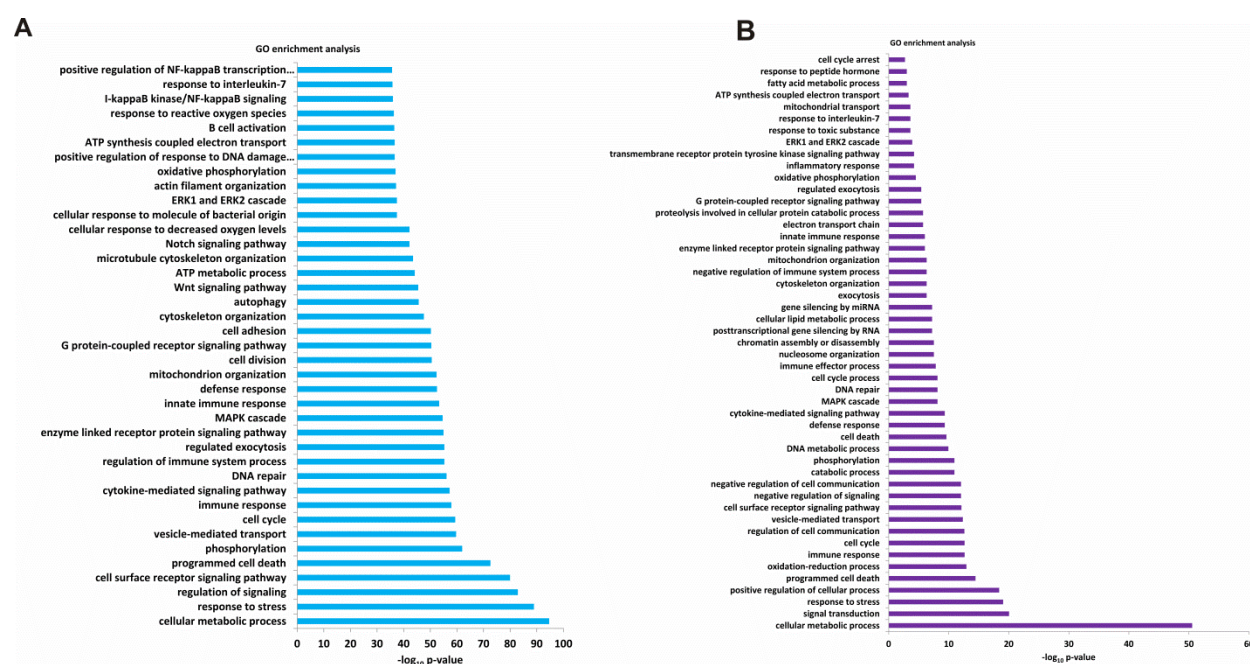 A
GO enrichment analysis
positive regulation of NF-kappaB transcription...
response to interleukin-7
I-kappaB kinase/NF-kappaB signaling
response to reactive oxygen species
B cell activation
ATP synthesis coupled electron transport
positive regulation of response to DNA damage...
oxidative phosphorylation
actin filament organization
ERK1 and ERK2 cascade
cellular response to molecule of bacterial origin
cellular response to decreased oxygen levels
Notch signaling pathway
microtubule cytoskeleton organization
ATP metabolic process
Wnt signaling pathway
autophagy
cytoskeleton organization
cell adhesion
G protein-coupled receptor signaling pathway
cell division
mitochondrion organization
defense response
innate immune response
MAPK cascade
enzyme linked receptor protein signaling pathway
regulated exocytosis
regulation of immune system process
DNA repair
cytokine-mediated signaling pathway
immune response
cell cycle
vesicle-mediated transport
phosphorylation
programmed cell death
cell surface receptor signaling pathway
regulation of signaling
response to stress
cellular metabolic process
0 10 20 30 40 50 60 70 80 90 100
-log10 p-value
B
GO enrichment analysis
cell cycle arrest
response to peptide hormone
fatty acid metabolic process
ATP synthesis coupled electron transport
mitochondrial transport
response to interleukin-7
response to toxic substance
ERK1 and ERK2 cascade
transmembrane receptor protein tyrosine kinase signaling pathway
inflammatory response
oxidative phosphorylation
regulated exocytosis
G protein-coupled receptor signaling pathway
proteolysis involved in cellular protein catabolic process
electron transport chain
innate immune response
enzyme linked receptor protein signaling pathway
mitochondrion organization
negative regulation of immune system process
cytoskeleton organization
exocytosis
gene silencing by miRNA
cellular lipid metabolic process
posttranscriptional gene silencing by RNA
chromatin assembly or disassembly
nucleosome organization
immune effector process
cell cycle process
DNA repair
MAPK cascade
cytokine-mediated signaling pathway
defense response
cell death
DNA metabolic process
phosphorylation
catabolic process
negative regulation of cell communication
negative regulation of signaling
cell surface receptor signaling pathway
vesicle-mediated transport
regulation of cell communication
cell cycle
immune response
oxidation-reduction process
programmed cell death
positive regulation of cellular process
response to stress
signal transduction
cellular metabolic process
0 10 20 30 40 50 60
-log10 p-value